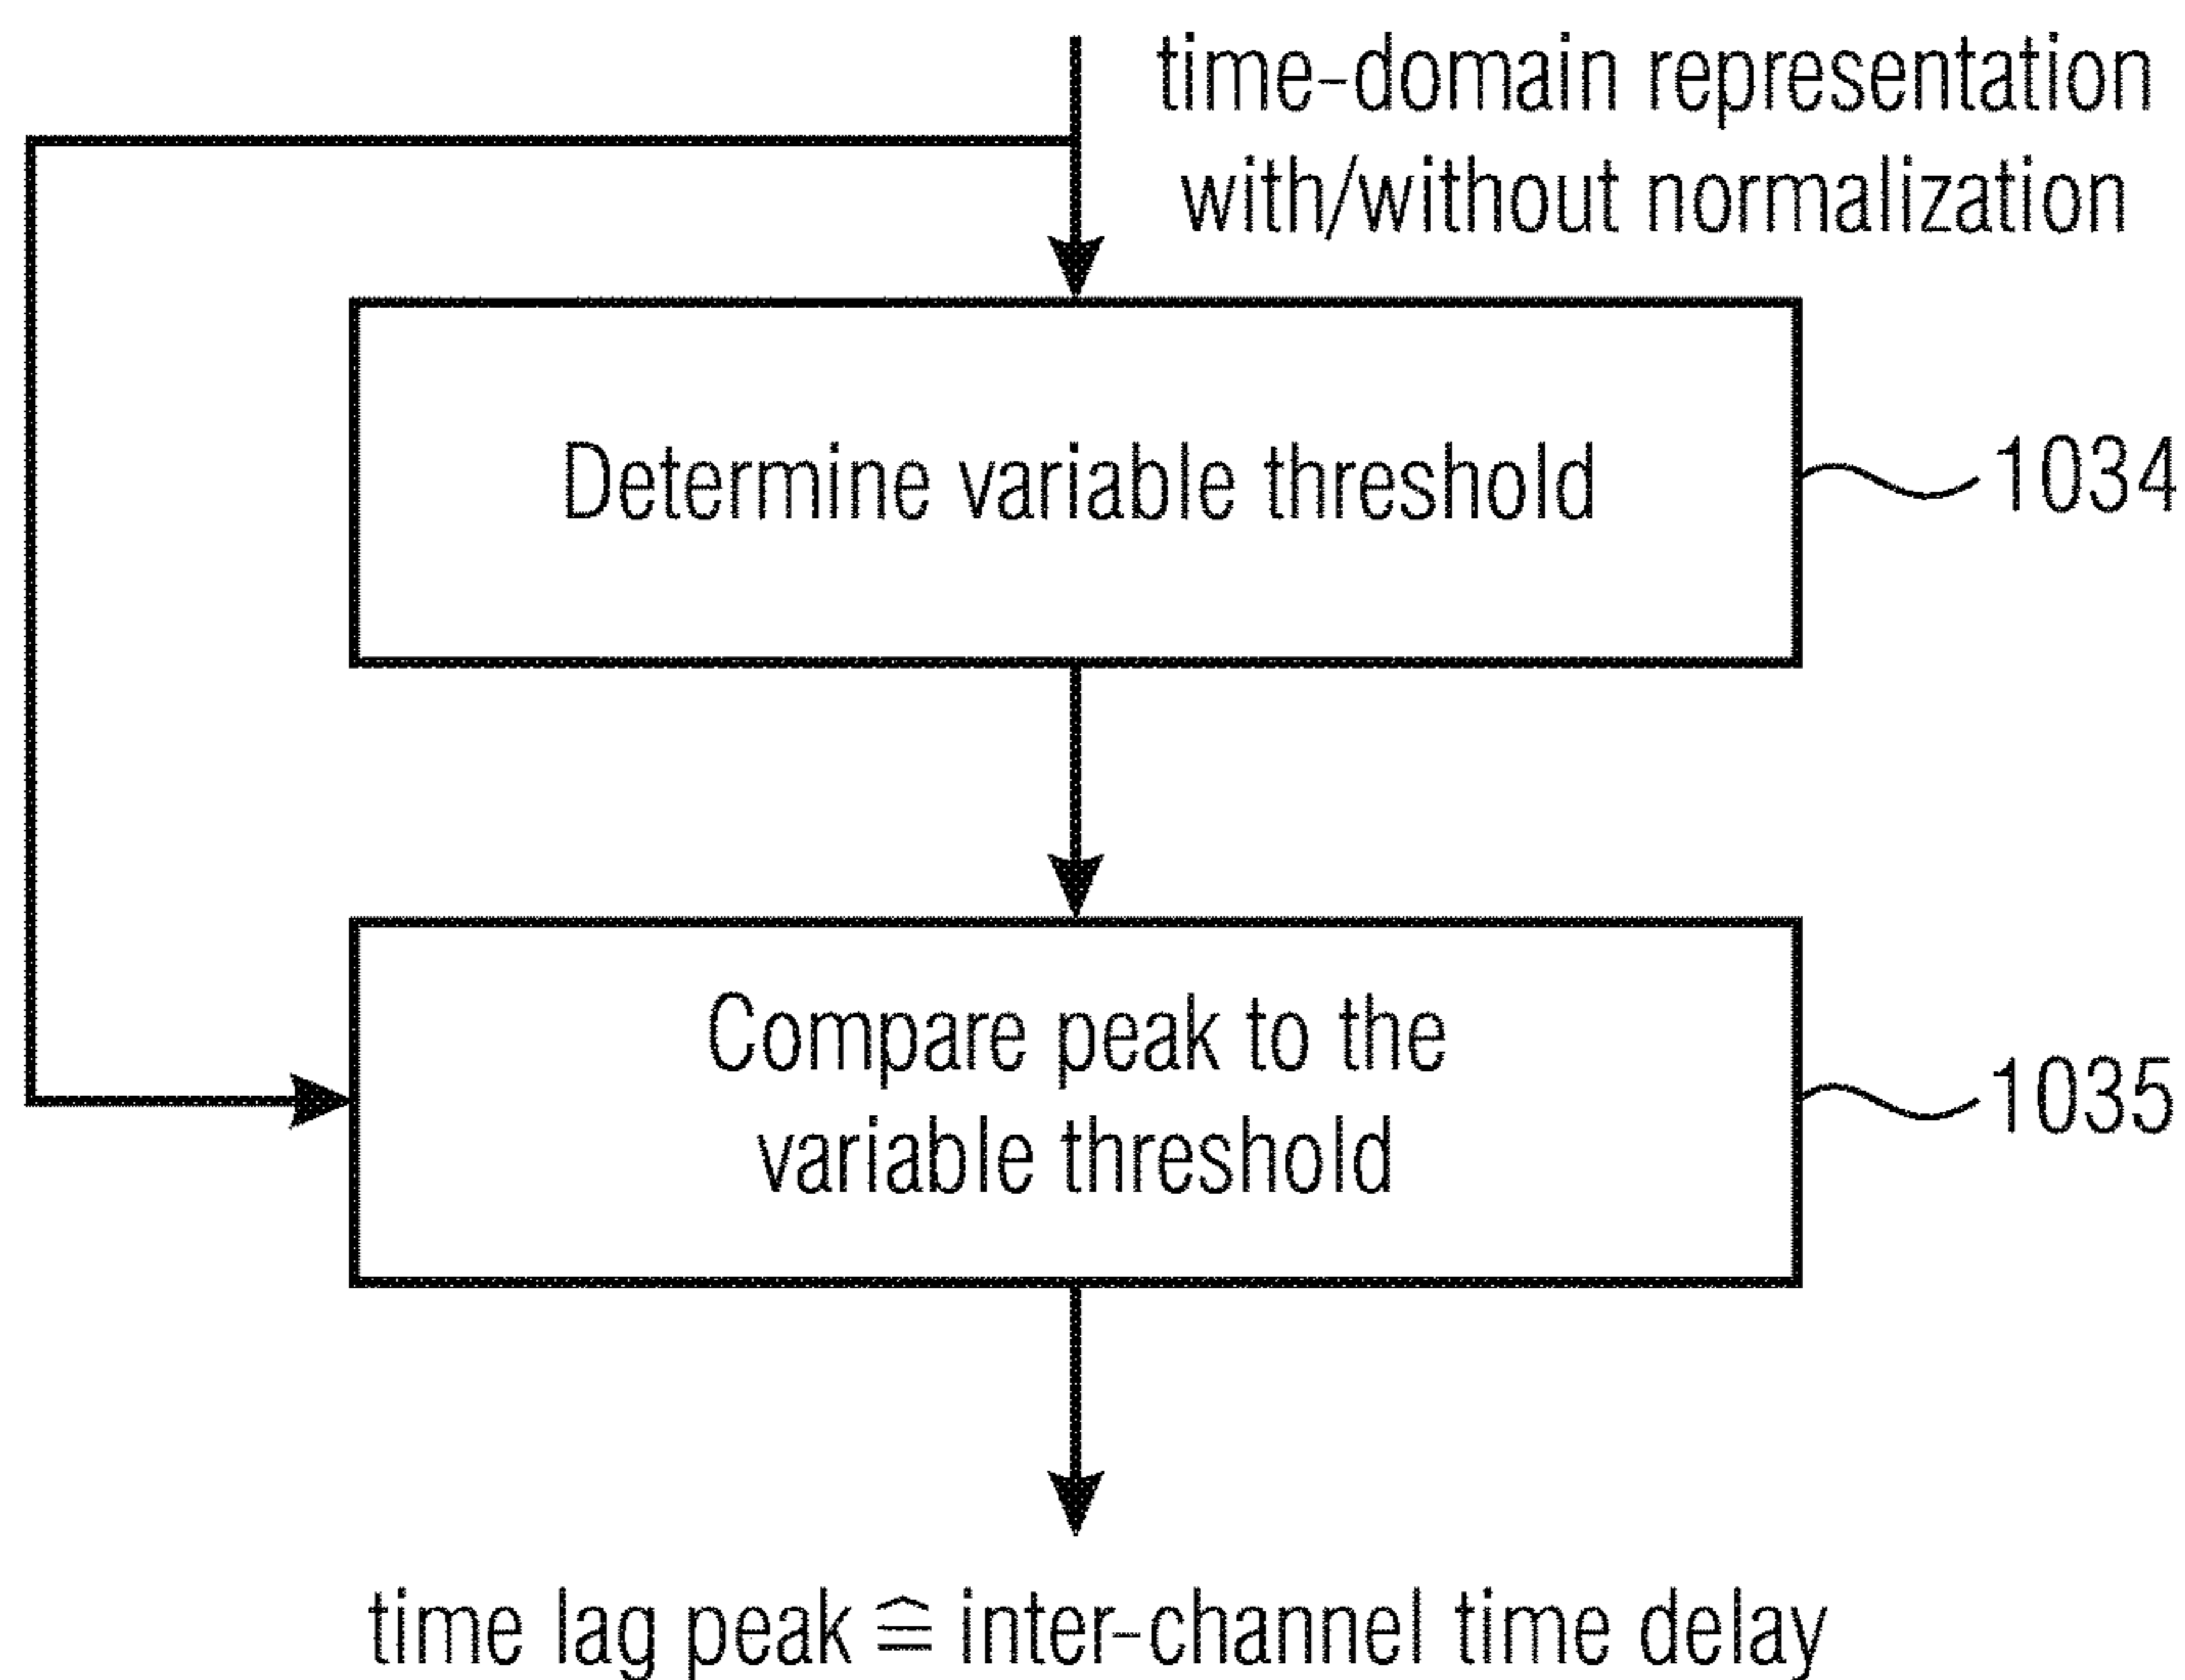 time-domain representation
with/without normalization
Determine variable threshold
1034
Compare peak to the
variable threshold
1035
time lag peak ≙ inter-channel time delay